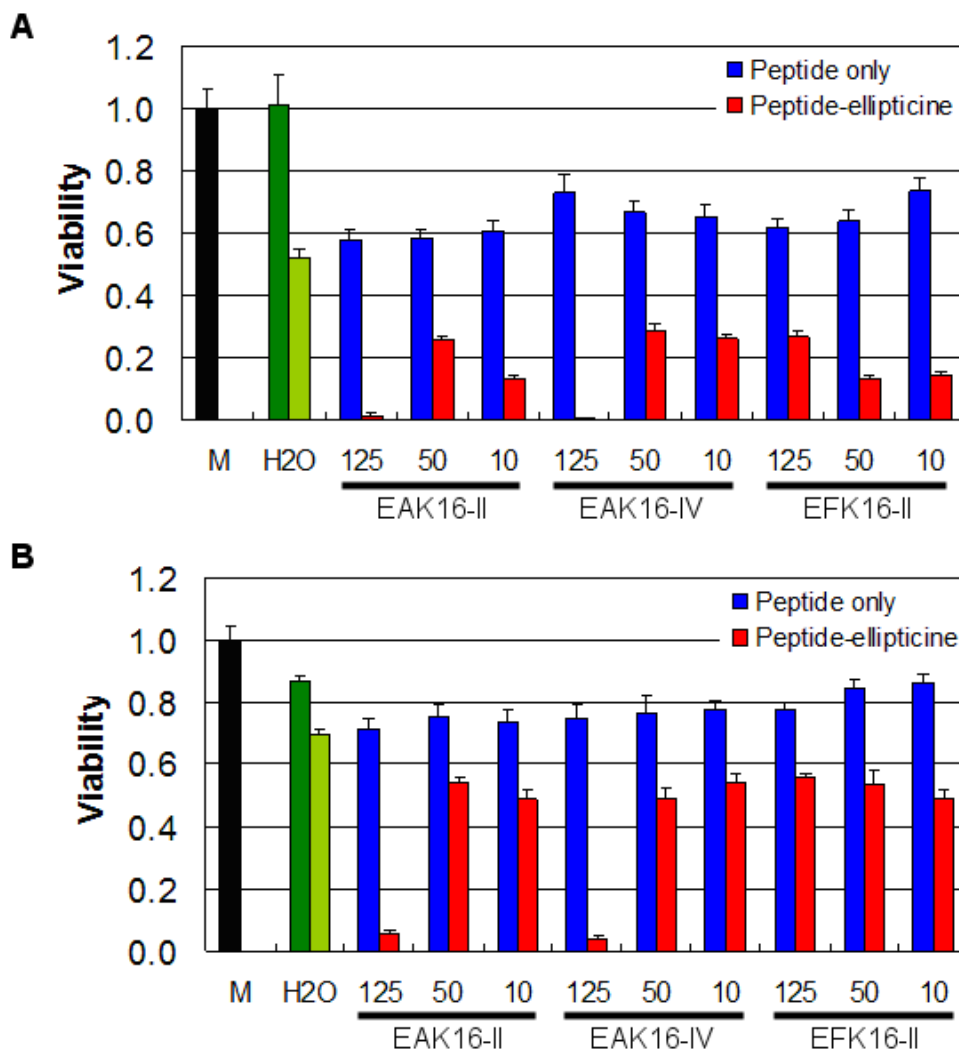 A
1.2
1.0
0.8
0.6
0.4
0.2
0.0
Viability
Peptide only
Peptide-ellipticine
M H2O 125 50 10 125 50 10 125 50 10
EAK16-II EAK16-IV EFK16-II
B
1.2
1.0
0.8
0.6
0.4
0.2
0.0
Viability
Peptide only
Peptide-ellipticine
M H2O 125 50 10 125 50 10 125 50 10
EAK16-II EAK16-IV EFK16-II